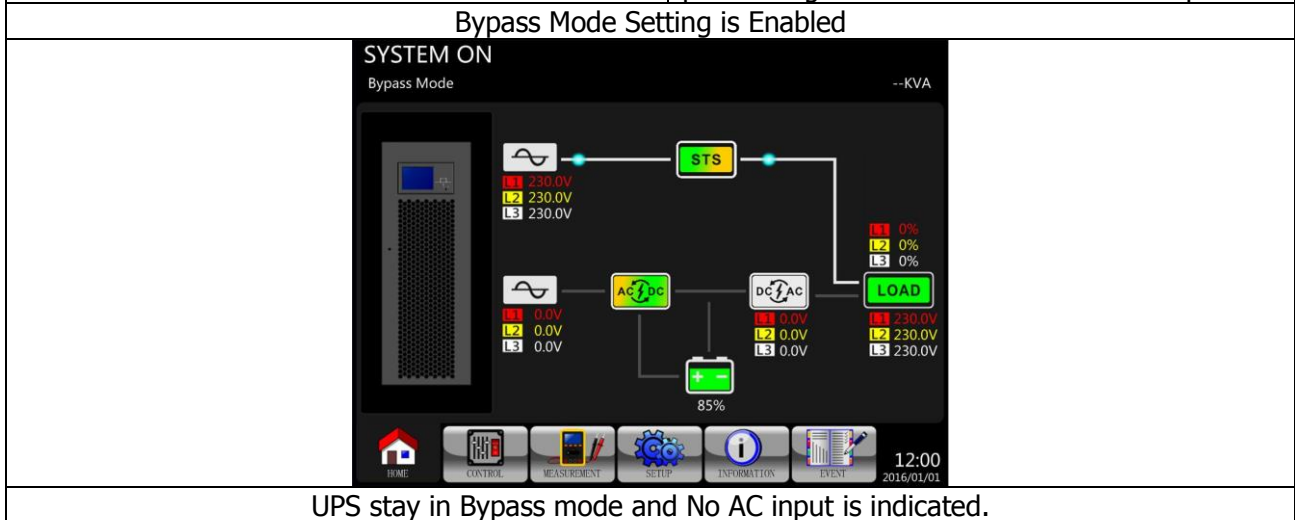 Bypass Mode Setting is Enabled
SYSTEM ON
Bypass Mode --KVA
STS
L1 230.0V
L2 230.0V
L3 230.0V
L1 0%
L2 0%
L3 0%
AC DC
DC AC
LOAD
L1 0.0V
L2 0.0V
L3 0.0V
L1 0.0V
L2 0.0V
L3 0.0V
L1 230.0V
L2 230.0V
L3 230.0V
+ -
85%
HOME
CONTROL
MEASUREMENT
SETUP
INFORMATION
EVENT
12:00
2016/01/01
UPS stay in Bypass mode and No AC input is indicated.